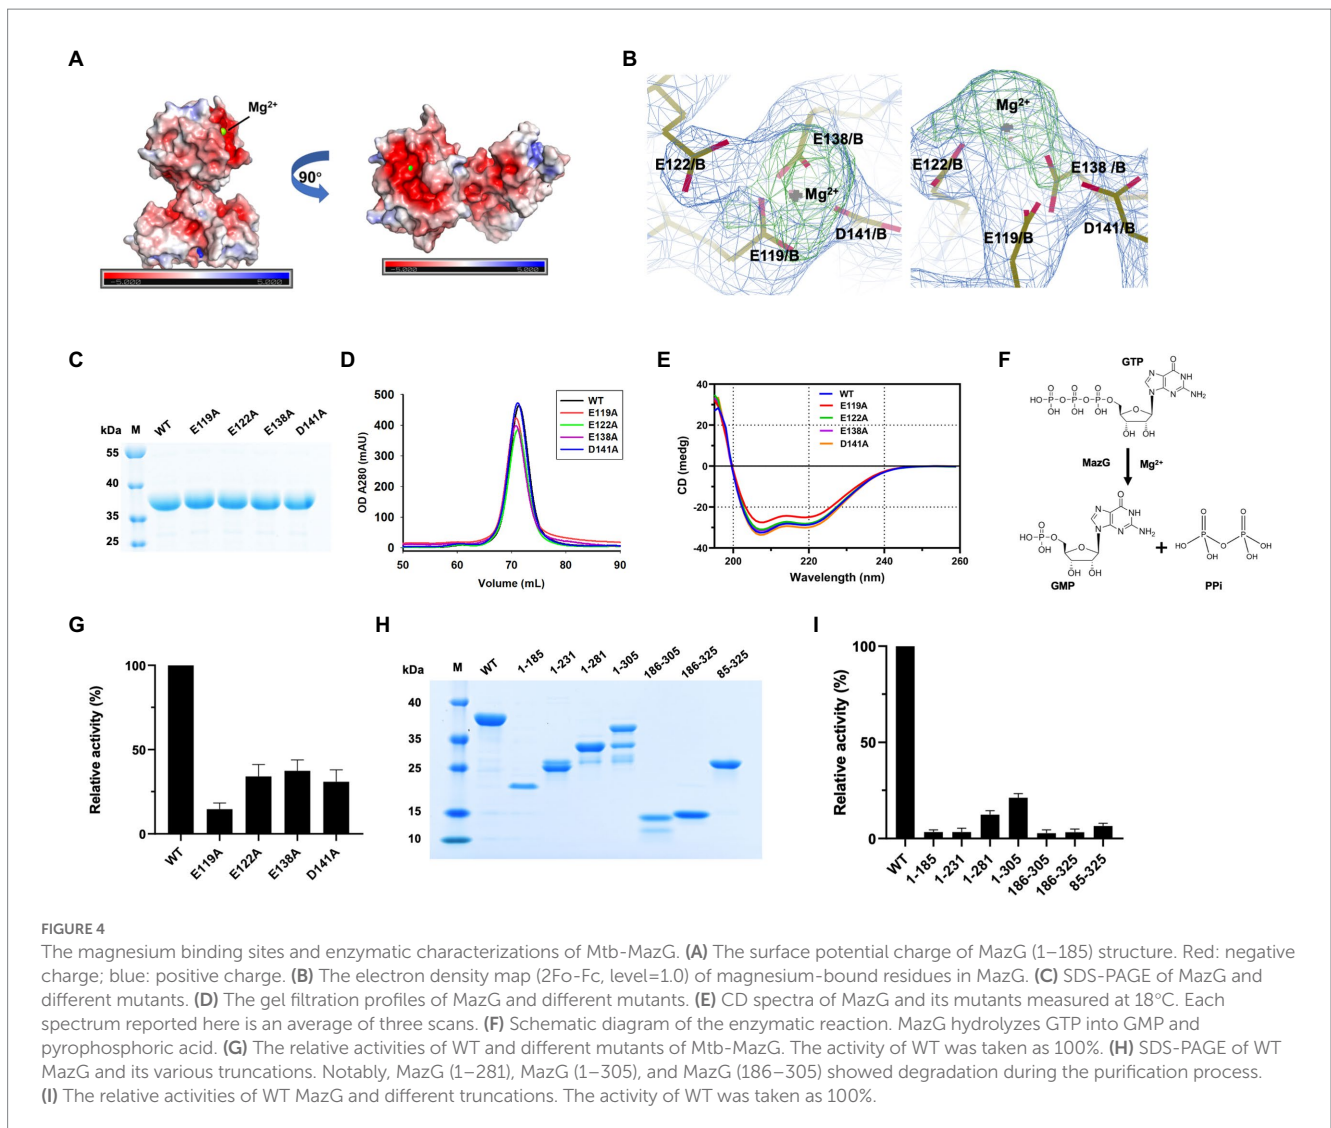 A
Mg²⁺
90°
-5.000 5.000
-5.000 5.000
B
E122/B
E138/B
Mg²⁺
E119/B
D141/B
Mg²⁺
E122/B
E138 /B
E119/B
D141/B
C
kDa M WT E119A E122A E138A D141A
55
40
35
25
D
OD A280 (mAU)
500
400
300
200
100
0
50 60 70 80 90
Volume (mL)
WT
E119A
E122A
E138A
D141A
E
CD (medg)
40
20
0
-20
-40
200 220 240 260
Wavelength (nm)
WT
E119A
E122A
E138A
D141A
F
GTP
MazG Mg²⁺
GMP
+
PPi
G
Relative activity (%)
100
50
0
WT E119A E122A E138A D141A
H
kDa M WT 1-185 1-231 1-281 1-305 186-305 186-325 85-325
40
35
25
15
10
I
Relative activity (%)
100
50
0
WT 1-185 1-231 1-281 1-305 186-305 186-325 85-325
FIGURE 4
The magnesium binding sites and enzymatic characterizations of Mtb-MazG. (A) The surface potential charge of MazG (1–185) structure. Red: negative
charge; blue: positive charge. (B) The electron density map (2Fo-Fc, level=1.0) of magnesium-bound residues in MazG. (C) SDS-PAGE of MazG and
different mutants. (D) The gel filtration profiles of MazG and different mutants. (E) CD spectra of MazG and its mutants measured at 18°C. Each
spectrum reported here is an average of three scans. (F) Schematic diagram of the enzymatic reaction. MazG hydrolyzes GTP into GMP and
pyrophosphoric acid. (G) The relative activities of WT and different mutants of Mtb-MazG. The activity of WT was taken as 100%. (H) SDS-PAGE of WT
MazG and its various truncations. Notably, MazG (1–281), MazG (1–305), and MazG (186–305) showed degradation during the purification process.
(I) The relative activities of WT MazG and different truncations. The activity of WT was taken as 100%.